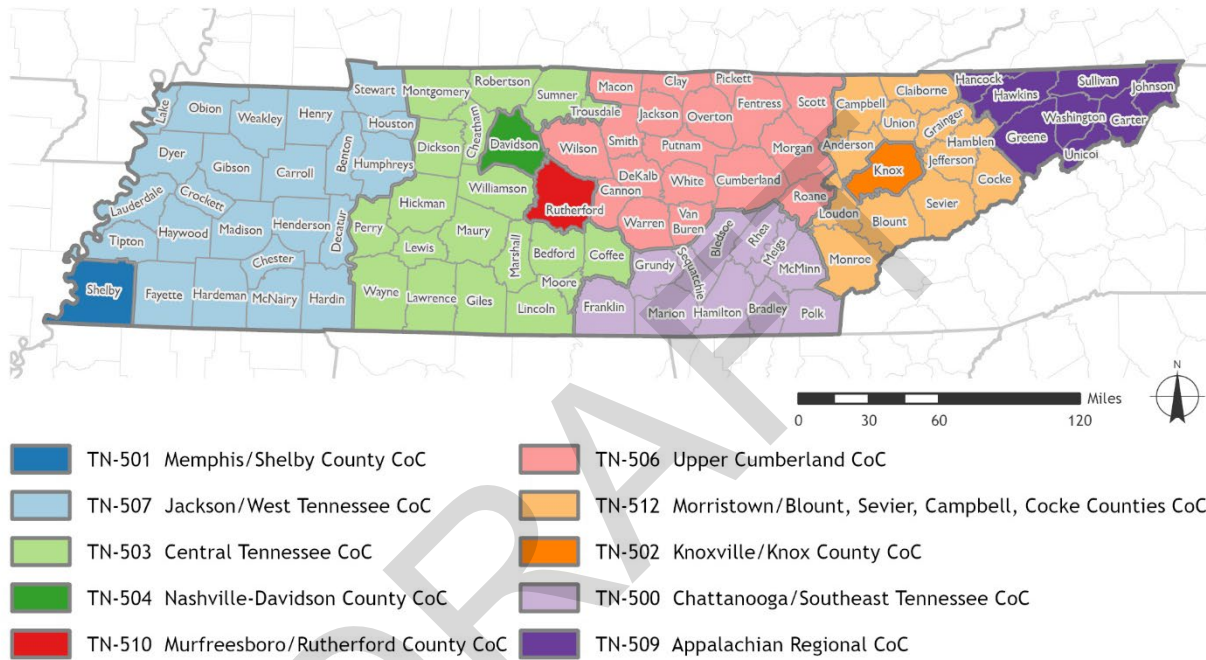 Stewart
Montgomery
Robertson
Sumner
Trousdale
Macon
Clay
Pickett
Scott
Fentress
Campbell
Claiborne
Hancock
Hawkins
Sullivan
Johnson
Lake
Obion
Weakley
Henry
Houston
Cheatham
Davidson
Jackson
Overton
Union
Grainger
Hamblen
Greene
Washington
Carter
Unicoi
Dyer
Gibson
Carroll
Benton
Humphreys
Dickson
Wilson
Smith
Putnam
Morgan
Anderson
Knox
Jefferson
Cocke
Lauderdale
Crockett
Williamson
Rutherford
Cannon
DeKalb
White
Cumberland
Roane
Loudon
Blount
Sevier
Tipton
Haywood
Madison
Henderson
Decatur
Perry
Hickman
Lewis
Maury
Marshall
Bedford
Coffee
Warren
Van
Buren
Bledsoe
Rhea
Meigs
McMinn
Monroe
Shelby
Fayette
Hardeman
Chester
McNairy
Hardin
Wayne
Lawrence
Giles
Moore
Lincoln
Franklin
Grundy
Sequatchie
Marion
Hamilton
Bradley
Polk
Miles
0 30 60 120
N
TN-501 Memphis/Shelby County CoC
TN-507 Jackson/West Tennessee CoC
TN-503 Central Tennessee CoC
TN-504 Nashville-Davidson County CoC
TN-510 Murfreesboro/Rutherford County CoC
TN-506 Upper Cumberland CoC
TN-512 Morristown/Blount, Sevier, Campbell, Cocke Counties CoC
TN-502 Knoxville/Knox County CoC
TN-500 Chattanooga/Southeast Tennessee CoC
TN-509 Appalachian Regional CoC
DRAFT